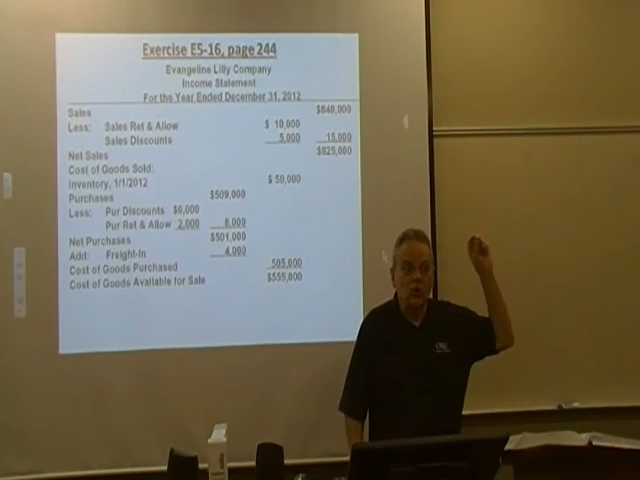 Exercise E5-16, page 244
Evangeline Lilly Company
Income Statement
For the Year Ended December 31, 2012
Sales $840,000
Less: Sales Ret & Allow $ 10,000
Sales Discounts 5,000 15,000
Net Sales $825,000
Cost of Goods Sold:
Inventory, 1/1/2012 $ 50,000
Purchases $509,000
Less: Pur Discounts $6,000
Pur Ret & Allow 2,000 8,000
Net Purchases $501,000
Add: Freight-In 4,000
Cost of Goods Purchased 505,000
Cost of Goods Available for Sale $555,000